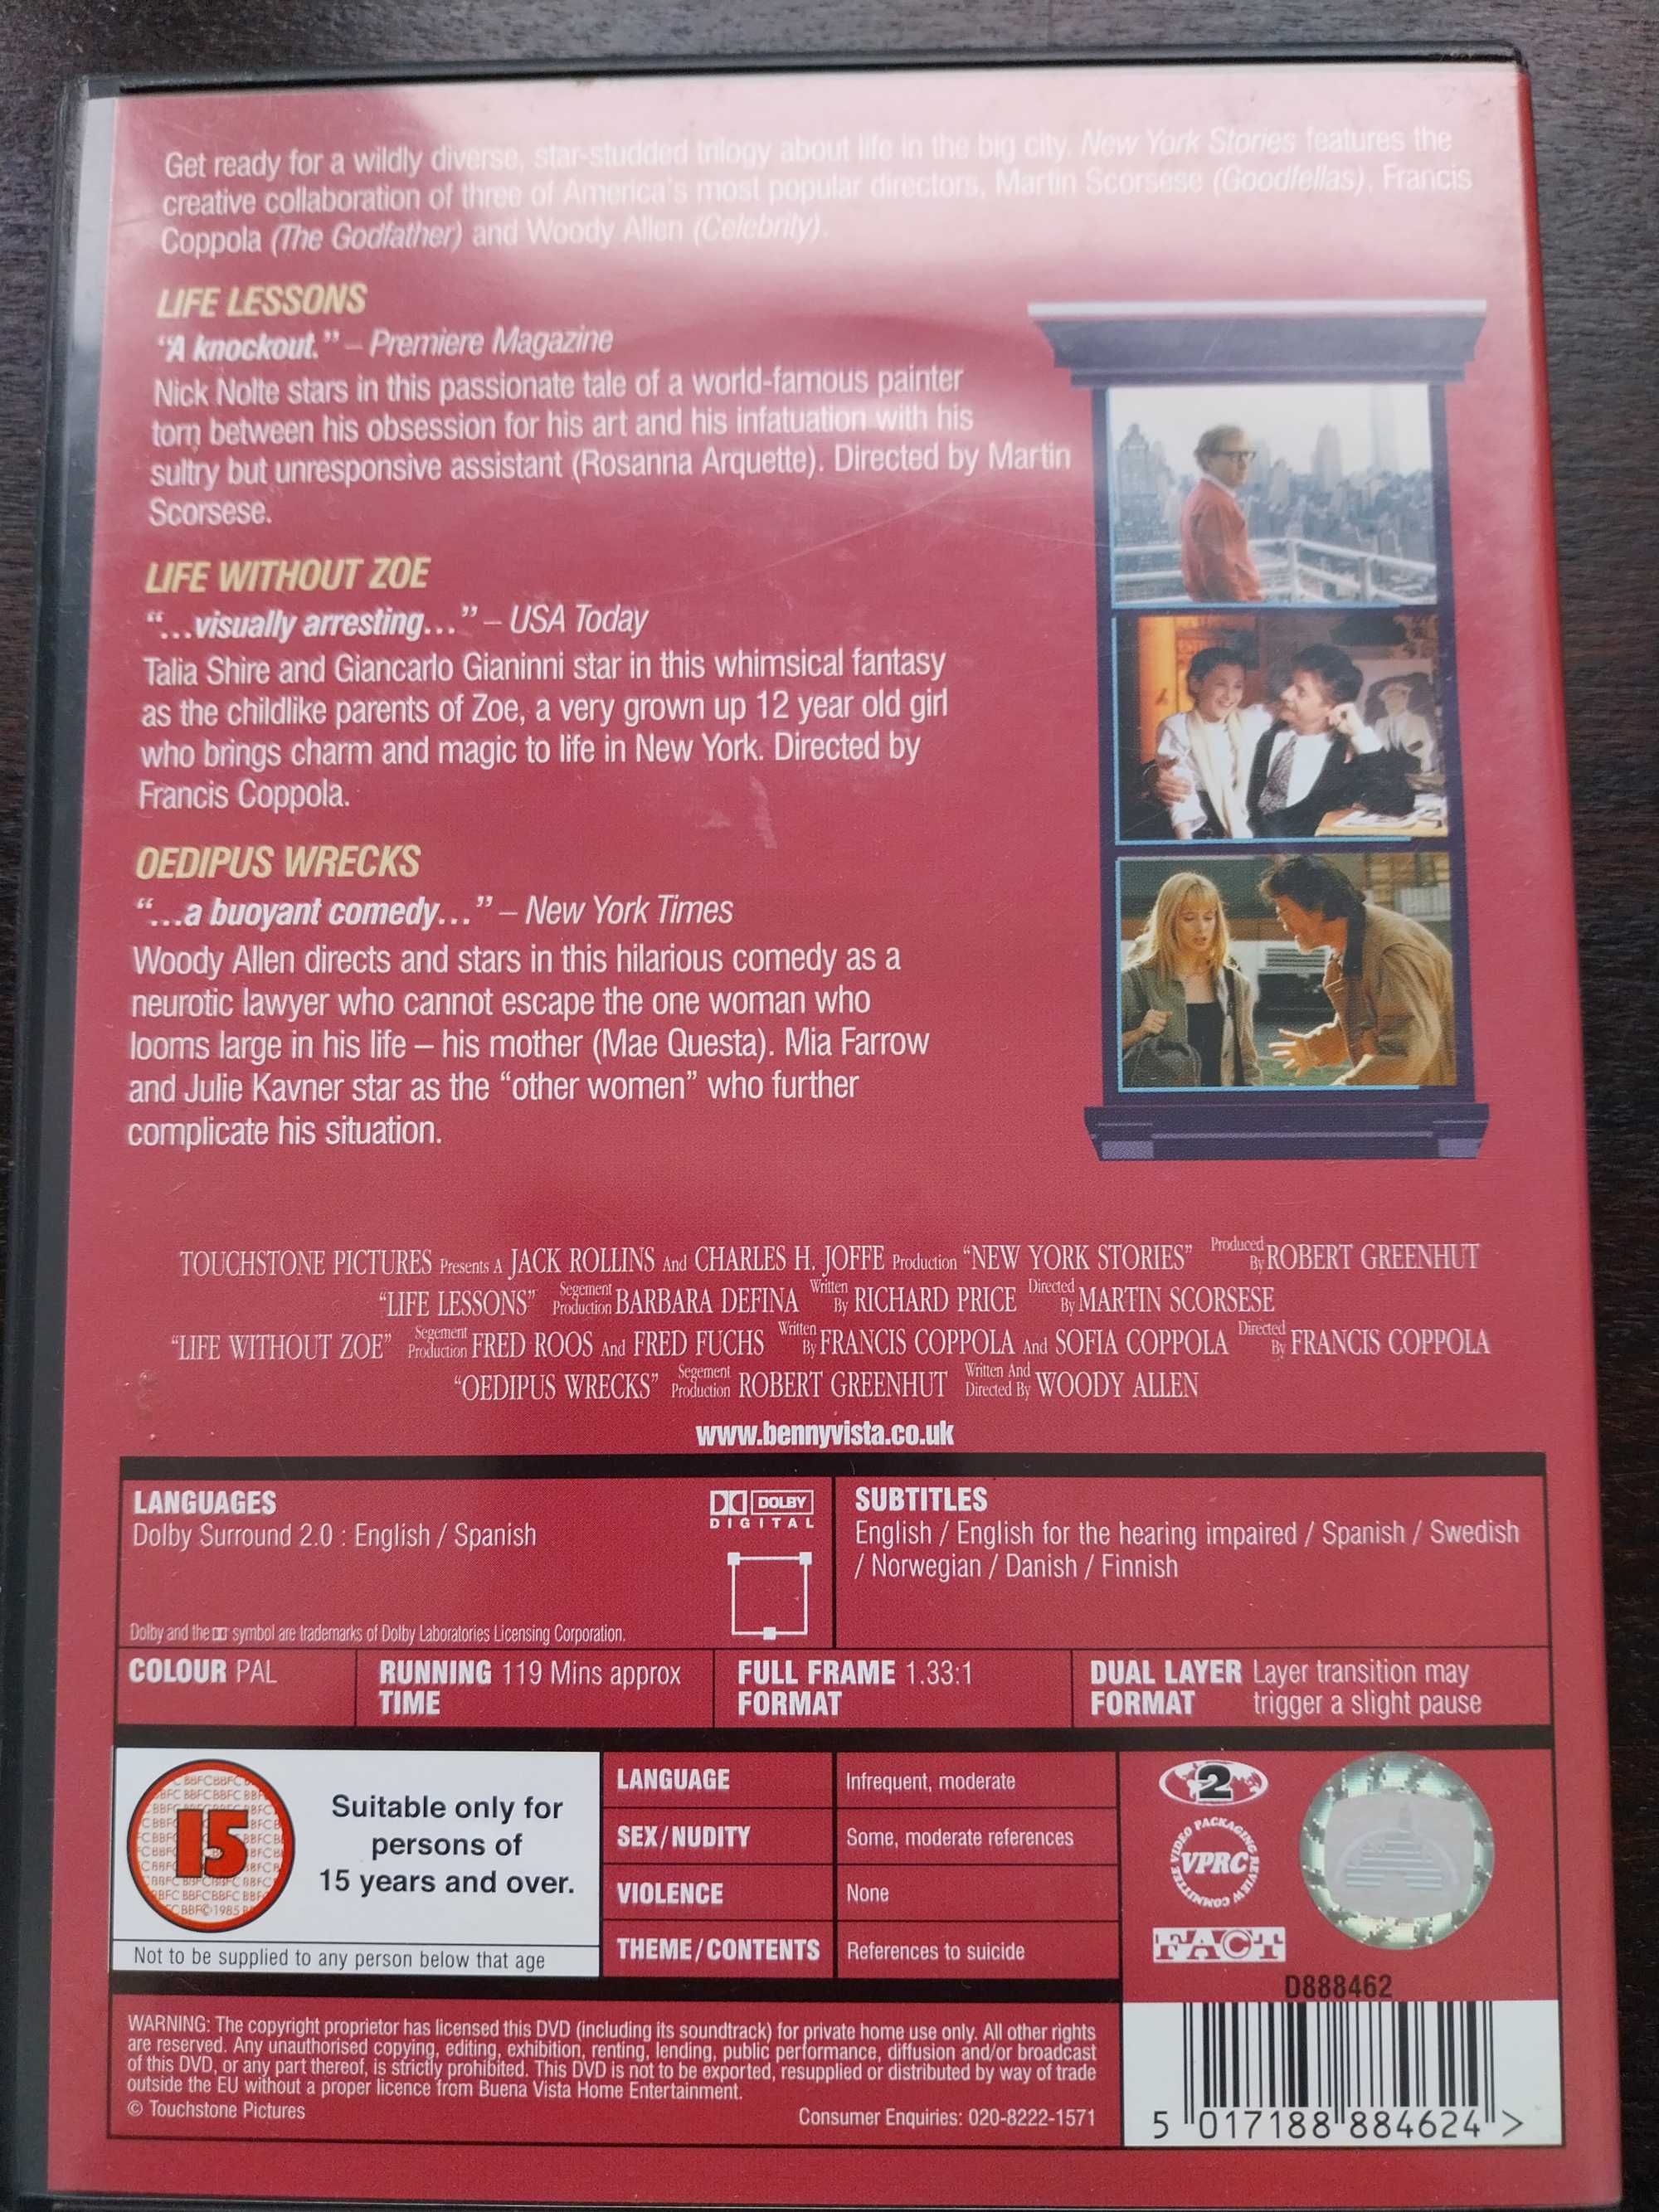 Get ready for a wildly diverse, star-studded trilogy about life in the big city. New York Stories features the
creative collaboration of three of America's most popular directors, Martin Scorsese (Goodfellas), Francis
Coppola (The Godfather) and Woody Allen (Celebrity).
LIFE LESSONS
“A knockout.” – Premiere Magazine
Nick Nolte stars in this passionate tale of a world-famous painter
torn between his obsession for his art and his infatuation with his
sultry but unresponsive assistant (Rosanna Arquette). Directed by Martin
Scorsese.
LIFE WITHOUT ZOE
“...visually arresting...” – USA Today
Talia Shire and Giancarlo Gianinni star in this whimsical fantasy
as the childlike parents of Zoe, a very grown up 12 year old girl
who brings charm and magic to life in New York. Directed by
Francis Coppola.
OEDIPUS WRECKS
“...a buoyant comedy...” – New York Times
Woody Allen directs and stars in this hilarious comedy as a
neurotic lawyer who cannot escape the one woman who
looms large in his life – his mother (Mae Questa). Mia Farrow
and Julie Kavner star as the “other women” who further
complicate his situation.
TOUCHSTONE PICTURES Presents A JACK ROLLINS And CHARLES H. JOFFE Production “NEW YORK STORIES” Produced By ROBERT GREENHUT
“LIFE LESSONS” Segement Production BARBARA DEFINA Written By RICHARD PRICE Directed By MARTIN SCORSESE
“LIFE WITHOUT ZOE” Segement Production FRED ROOS And FRED FUCHS Written By FRANCIS COPPOLA And SOFIA COPPOLA Directed By FRANCIS COPPOLA
“OEDIPUS WRECKS” Segement Production ROBERT GREENHUT Written And Directed By WOODY ALLEN
www.bennyvista.co.uk
LANGUAGES
Dolby Surround 2.0 : English / Spanish
DOLBY
DIGITAL
Dolby and the symbol are trademarks of Dolby Laboratories Licensing Corporation.
SUBTITLES
English / English for the hearing impaired / Spanish / Swedish
/ Norwegian / Danish / Finnish
COLOUR PAL
RUNNING 119 Mins approx
TIME
FULL FRAME 1.33:1
FORMAT
DUAL LAYER Layer transition may
FORMAT trigger a slight pause
15
BBFC©1985
Suitable only for
persons of
15 years and over.
Not to be supplied to any person below that age
LANGUAGE Infrequent, moderate
SEX/NUDITY Some, moderate references
VIOLENCE None
THEME/CONTENTS References to suicide
2
VIDEO PACKAGING REVIEW COMMITTEE
VPRC
FACT
D888462
WARNING: The copyright proprietor has licensed this DVD (including its soundtrack) for private home use only. All other rights
are reserved. Any unauthorised copying, editing, exhibition, renting, lending, public performance, diffusion and/or broadcast
of this DVD, or any part thereof, is strictly prohibited. This DVD is not to be exported, resupplied or distributed by way of trade
outside the EU without a proper licence from Buena Vista Home Entertainment.
© Touchstone Pictures
Consumer Enquiries: 020-8222-1571
5 017188 884624 >